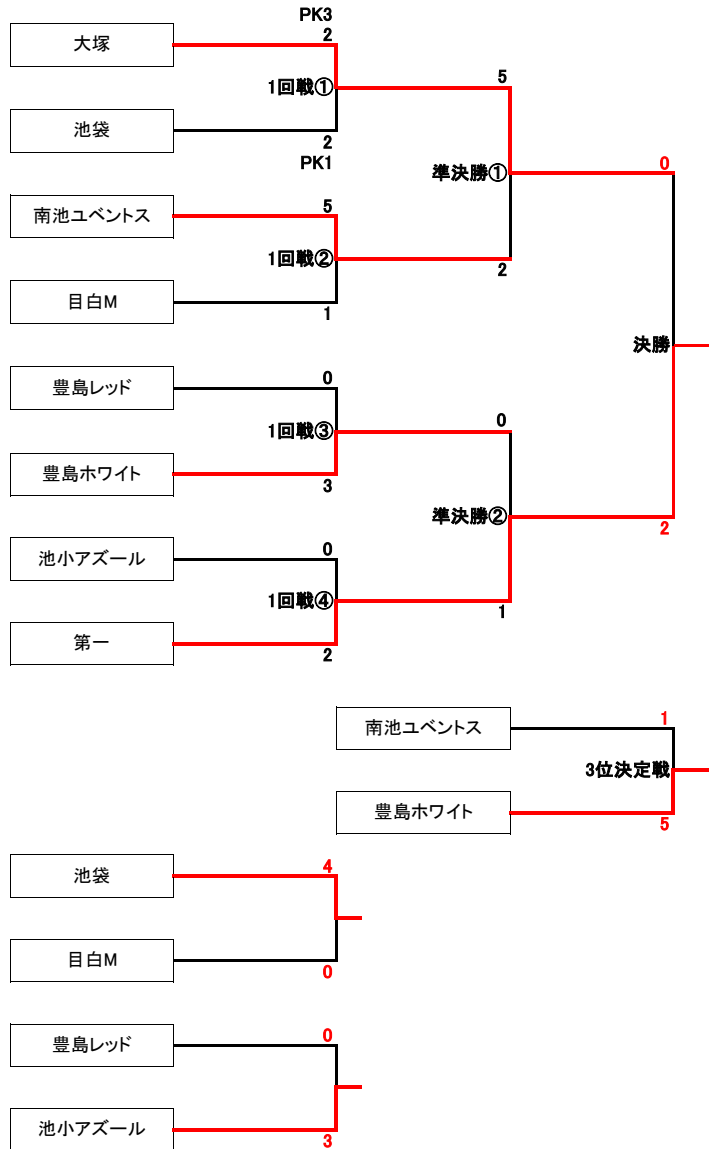 PK3
大塚
2
1回戦①
5
池袋
2
PK1
準決勝①
0
南池ユベントス
5
1回戦②
2
目白M
1
決勝
豊島レッド
0
1回戦③
0
豊島ホワイト
3
準決勝②
2
池小アズール
0
1回戦④
1
第一
2
南池ユベントス
1
3位決定戦
豊島ホワイト
5
池袋
4
目白M
0
豊島レッド
0
池小アズール
3